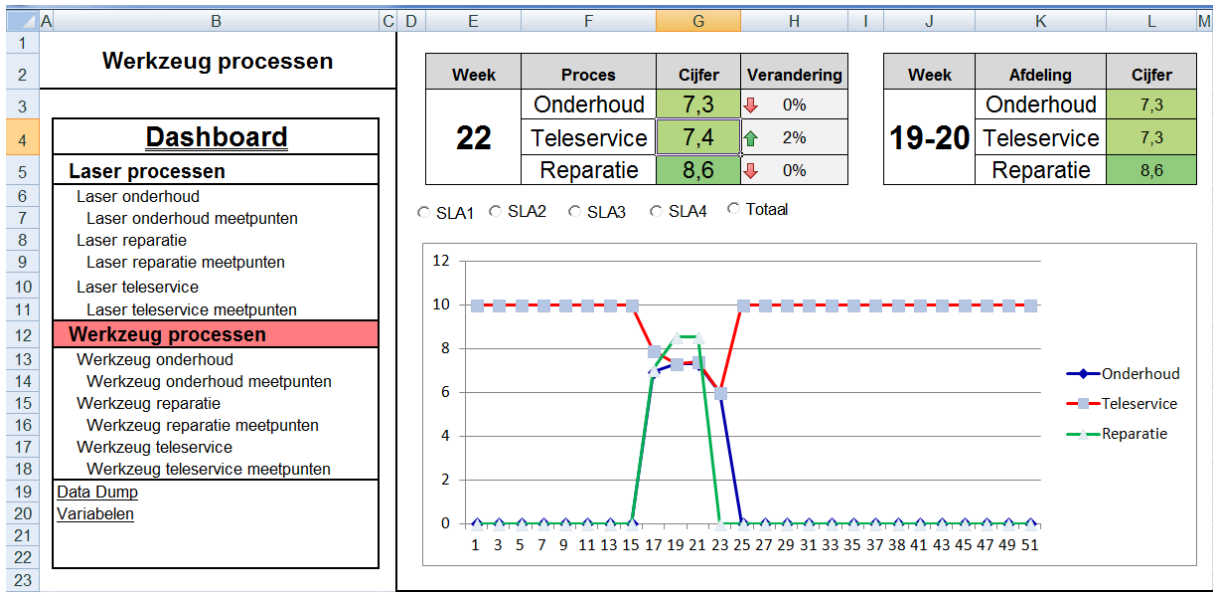 A B C D E F G H I J K L M
1
2 Werkzeug processen
3
4 Dashboard
5 Laser processen
6 Laser onderhoud
7 Laser onderhoud meetpunten
8 Laser reparatie
9 Laser reparatie meetpunten
10 Laser teleservice
11 Laser teleservice meetpunten
12 Werkzeug processen
13 Werkzeug onderhoud
14 Werkzeug onderhoud meetpunten
15 Werkzeug reparatie
16 Werkzeug reparatie meetpunten
17 Werkzeug teleservice
18 Werkzeug teleservice meetpunten
19 Data Dump
20 Variabelen
21
22
23
Week Proces Cijfer Verandering
22
Onderhoud 7,3 0%
Teleservice 7,4 2%
Reparatie 8,6 0%
Week Afdeling Cijfer
19-20
Onderhoud 7,3
Teleservice 7,3
Reparatie 8,6
SLA1 SLA2 SLA3 SLA4 Totaal
12
10
8
6
4
2
0
1 3 5 7 9 11 13 15 17 19 21 23 25 27 29 31 33 35 37 38 41 43 45 47 49 51
Onderhoud
Teleservice
Reparatie